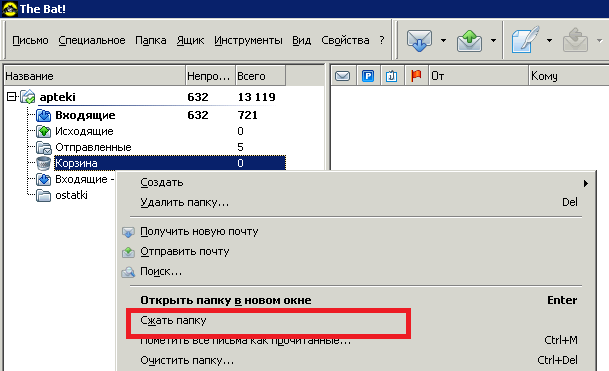 The Bat!
Письмо Специальное Папка Ящик Инструменты Вид Свойства ?
Название Непро... Всего От Кому
apteki 632 13 119
Входящие 632 721
Исходящие 0
Отправленные 5
Корзина 0
Входящие -
ostatki
Создать
Удалить папку... Del
Получить новую почту
Отправить почту
Поиск...
Открыть папку в новом окне Enter
Сжать папку
Пометить все письма как прочитанные... Ctrl+M
Очистить папку... Ctrl+Del